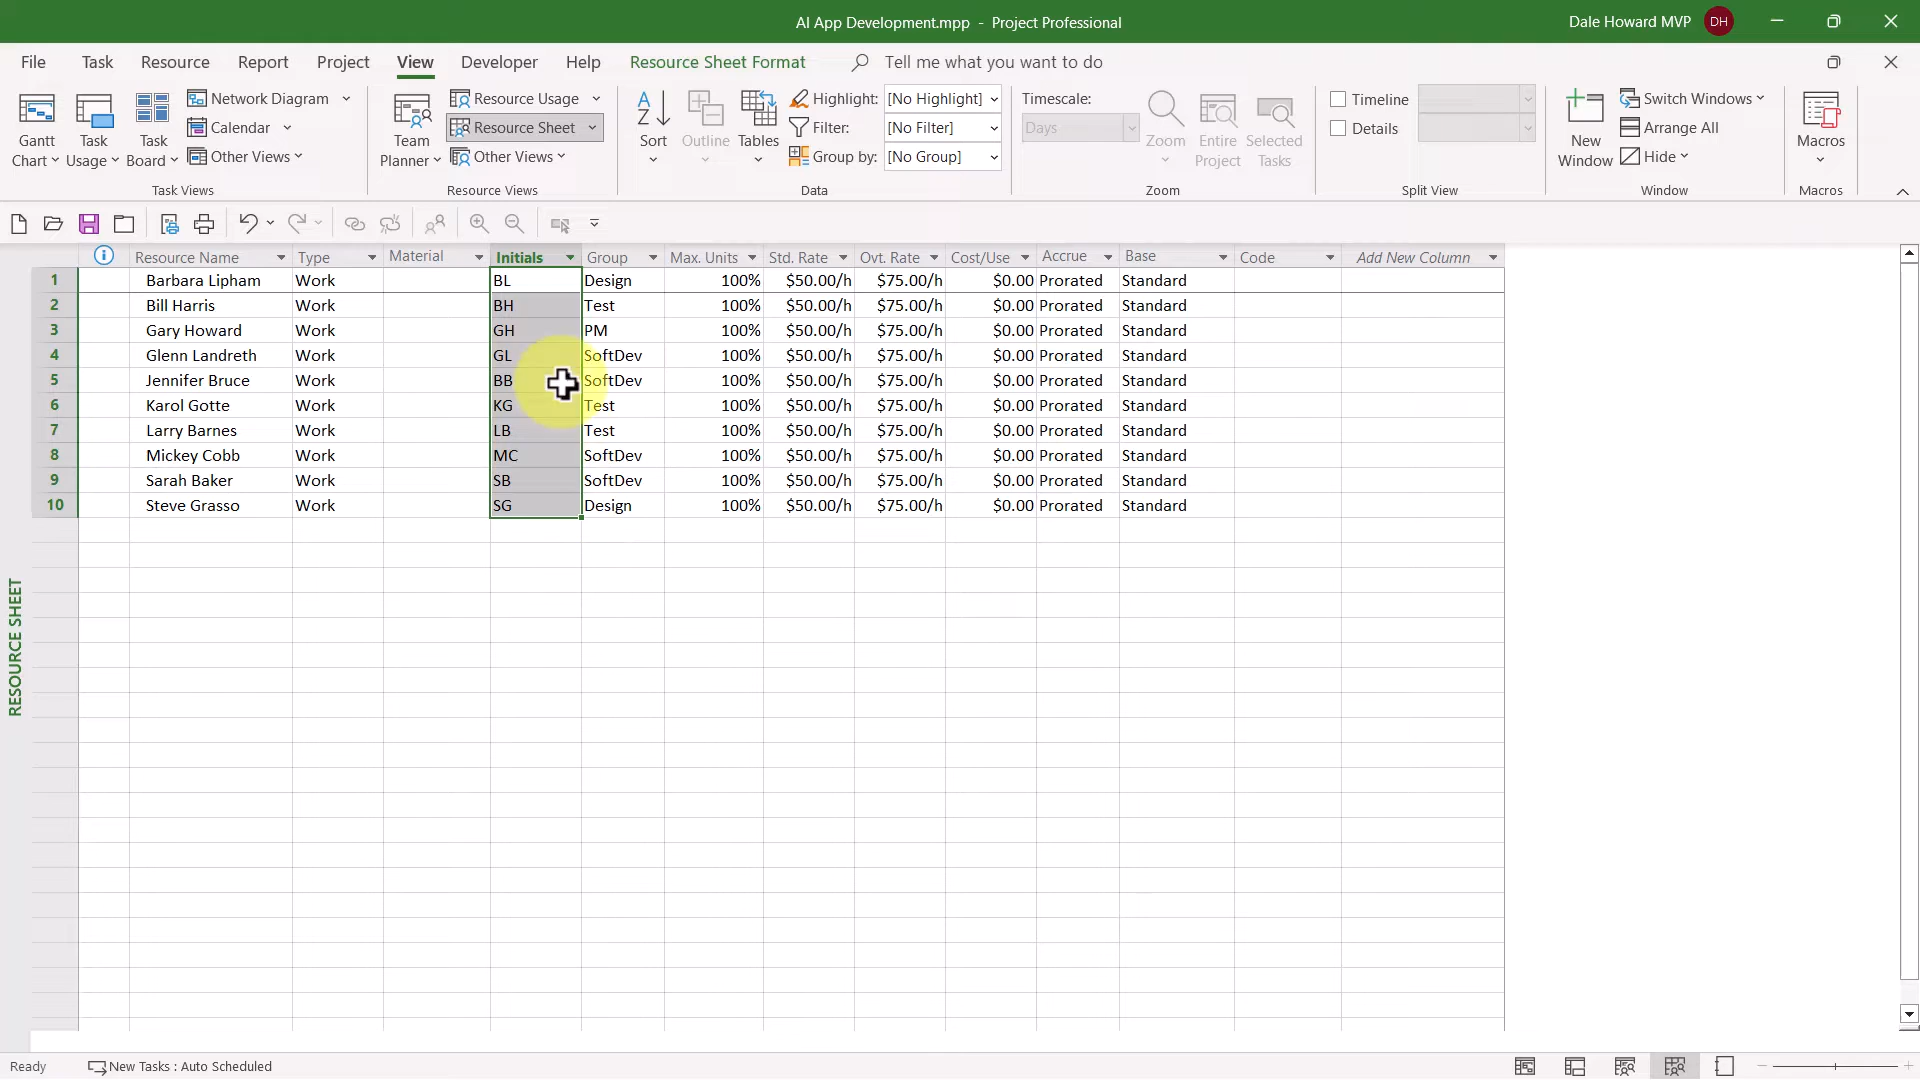 AI App Development.mpp - Project Professional
Dale Howard MVP DH
File Task Resource Report Project View Developer Help Resource Sheet Format Tell me what you want to do
Gantt Chart
Task Usage
Task Board
Network Diagram
Calendar
Other Views
Task Views
Team Planner
Resource Usage
Resource Sheet
Other Views
Resource Views
Sort
Outline
Tables
Highlight: [No Highlight]
Filter: [No Filter]
Group by: [No Group]
Data
Timescale:
Days
Zoom
Entire Project
Selected Tasks
Zoom
Timeline
Details
Split View
New Window
Switch Windows
Arrange All
Hide
Window
Macros
Macros
Resource Name Type Material Initials Group Max. Units Std. Rate Ovt. Rate Cost/Use Accrue Base Code Add New Column
1 Barbara Lipham Work BL Design 100% $50.00/h $75.00/h $0.00 Prorated Standard
2 Bill Harris Work BH Test 100% $50.00/h $75.00/h $0.00 Prorated Standard
3 Gary Howard Work GH PM 100% $50.00/h $75.00/h $0.00 Prorated Standard
4 Glenn Landreth Work GL SoftDev 100% $50.00/h $75.00/h $0.00 Prorated Standard
5 Jennifer Bruce Work BB SoftDev 100% $50.00/h $75.00/h $0.00 Prorated Standard
6 Karol Gotte Work KG Test 100% $50.00/h $75.00/h $0.00 Prorated Standard
7 Larry Barnes Work LB Test 100% $50.00/h $75.00/h $0.00 Prorated Standard
8 Mickey Cobb Work MC SoftDev 100% $50.00/h $75.00/h $0.00 Prorated Standard
9 Sarah Baker Work SB SoftDev 100% $50.00/h $75.00/h $0.00 Prorated Standard
10 Steve Grasso Work SG Design 100% $50.00/h $75.00/h $0.00 Prorated Standard
RESOURCE SHEET
Ready New Tasks : Auto Scheduled